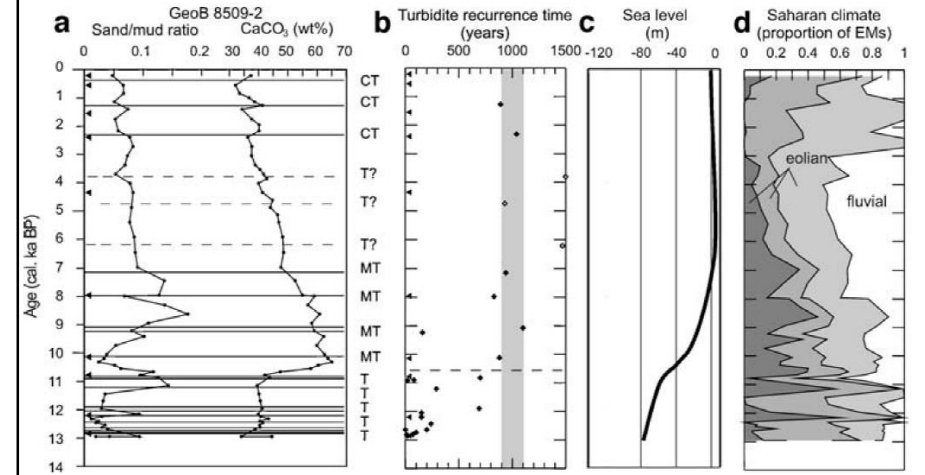 a
GeoB 8509-2
Sand/mud ratio CaCO₃ (wt%)
0 0.1 0.2 30 40 50 60 70
b
Turbidite recurrence time
(years)
0 500 1000 1500
c
Sea level
(m)
-120 -80 -40 0
d
Saharan climate
(proportion of EMs)
0 0.2 0.4 0.6 0.8 1
Age (cal. ka BP)
0
1
2
3
4
5
6
7
8
9
10
11
12
13
14
CT
CT
CT
T?
T?
T?
MT
MT
MT
MT
T
T
T
T
T
eolian
fluvial